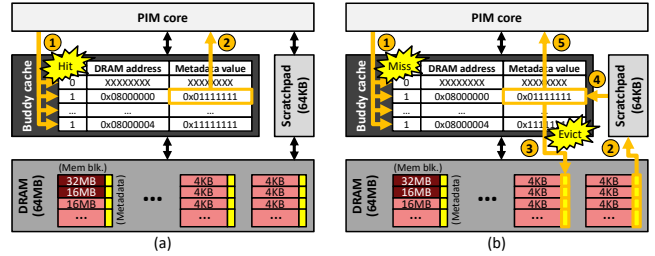 PIM core
1
2
Buddy cache
Hit
DRAM address
Metadata value
0
XXXXXXXX
XXXXXXXX
1
0x08000000
0x01111111
...
...
1
0x08000004
0x11111111
Scratchpad
(64KB)
DRAM
(64MB)
(Mem blk.)
(Metadata)
32MB
16MB
16MB
...
...
4KB
4KB
4KB
...
4KB
4KB
4KB
...
(a)
PIM core
1
5
Buddy cache
Miss
DRAM address
Metadata value
0
XXXXXXXX
XXXXXXXX
1
0x08000000
0x01111111
...
...
1
0x08000004
0x1111
Evict
4
Scratchpad
(64KB)
3
2
DRAM
(64MB)
(Mem blk.)
(Metadata)
32MB
16MB
16MB
...
...
4KB
4KB
4KB
...
4KB
4KB
4KB
...
(b)